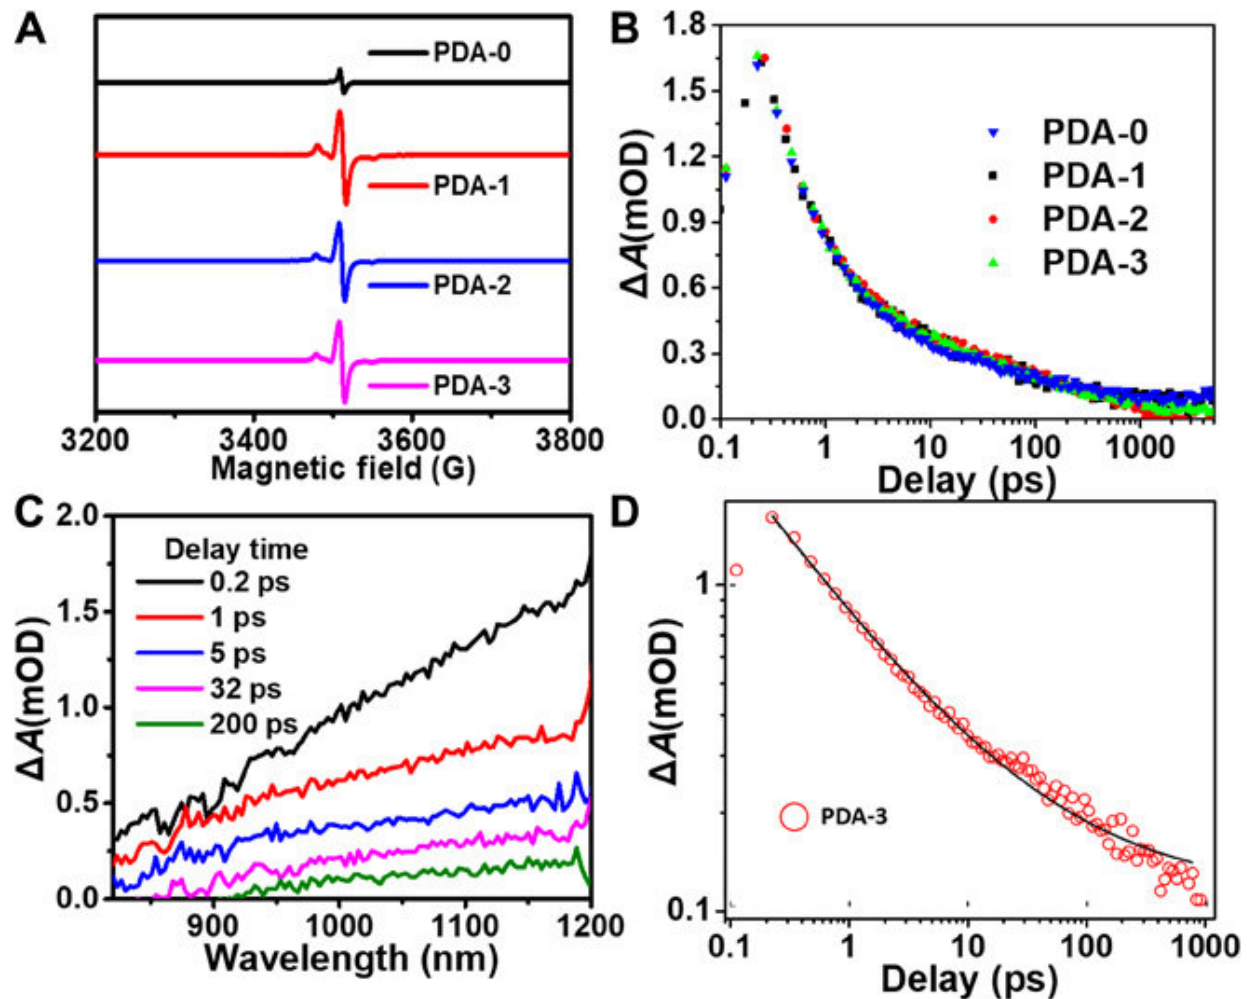 A
PDA-0
PDA-1
PDA-2
PDA-3
3200 3400 3600 3800
Magnetic field (G)
B
1.8
1.5
1.2
0.9
0.6
0.3
0.0
ΔA(mOD)
PDA-0
PDA-1
PDA-2
PDA-3
0.1 1 10 100 1000
Delay (ps)
C
2.0
1.5
1.0
0.5
0.0
ΔA(mOD)
Delay time
0.2 ps
1 ps
5 ps
32 ps
200 ps
900 1000 1100 1200
Wavelength (nm)
D
1
0.1
ΔA(mOD)
PDA-3
0.1 1 10 100 1000
Delay (ps)